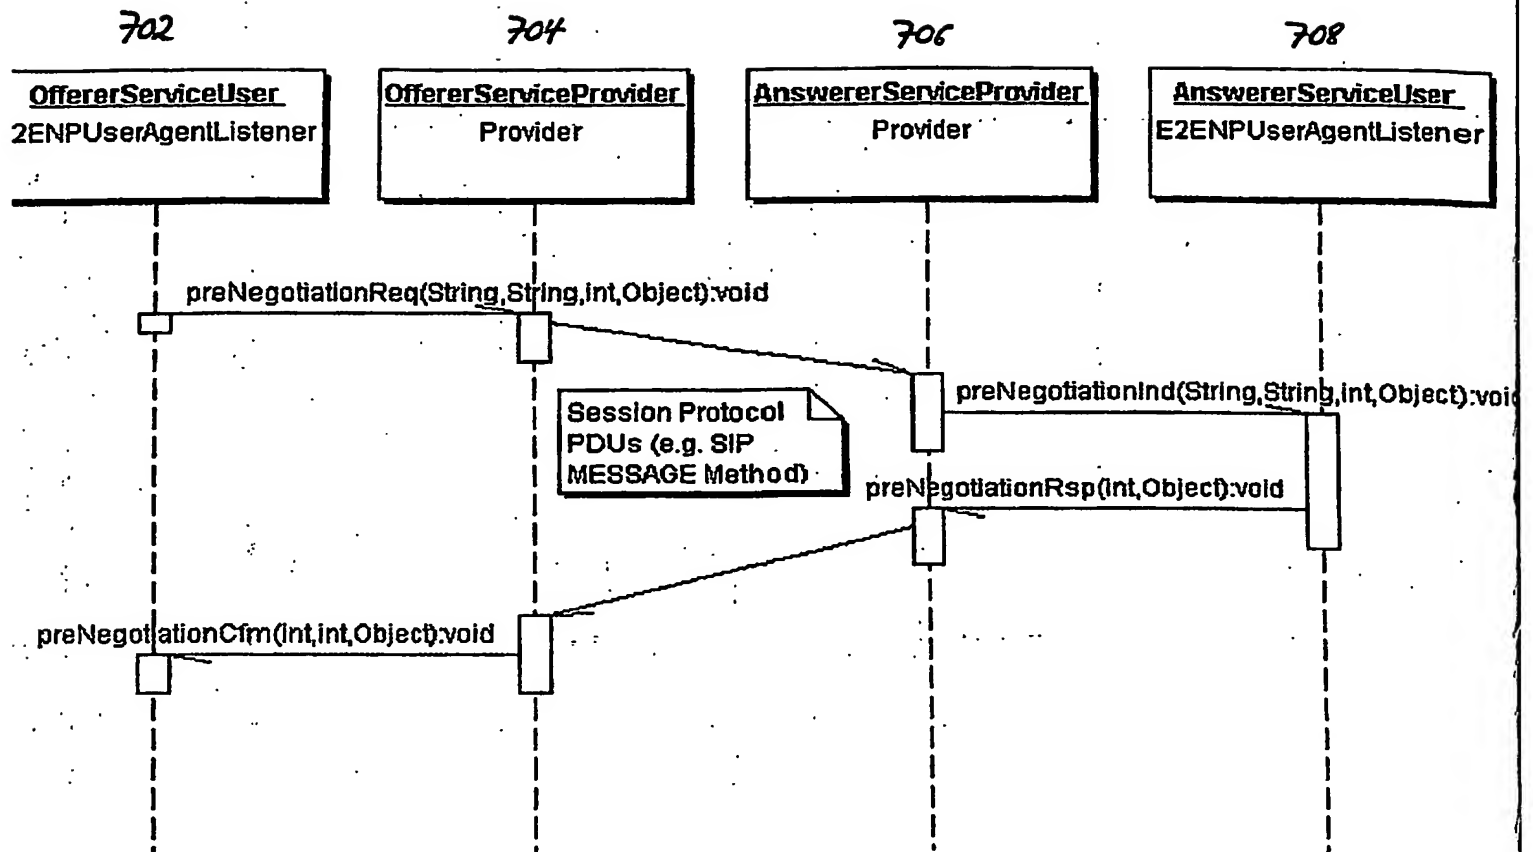 702
704
706
708
OffererServiceUser
2ENPUserAgentListener
OffererServiceProvider
Provider
AnswererServiceProvider
Provider
AnswererServiceUser
E2ENPUserAgentListener
preNegotiationReq(String,String,int,Object):void
preNegotiationInd(String,String,int,Object):void
Session Protocol
PDUs (e.g. SIP
MESSAGE Method)
preNegotiationRsp(int,Object):void
preNegotiationCfm(int,int,Object):void